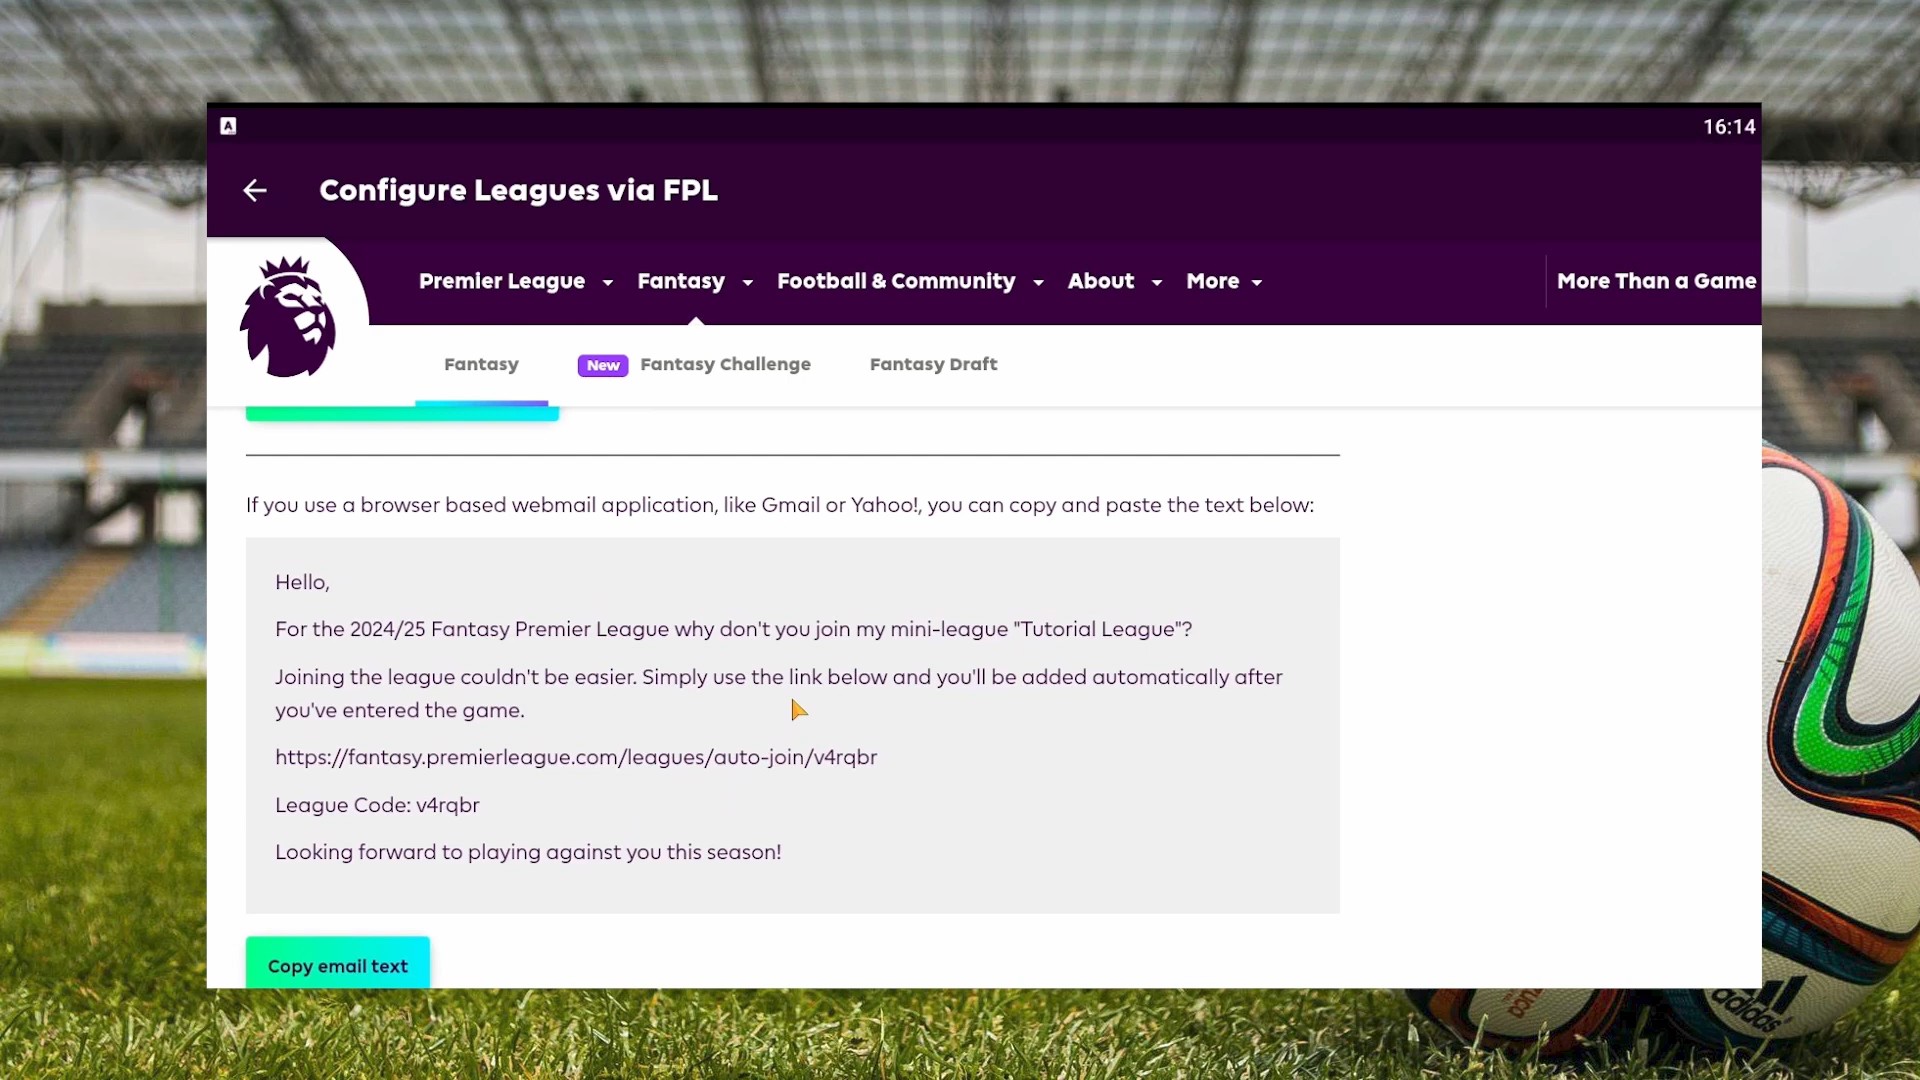 A
16:14
Configure Leagues via FPL
Premier League
Fantasy
Football & Community
About
More
More Than a Game
Fantasy
New
Fantasy Challenge
Fantasy Draft
If you use a browser based webmail application, like Gmail or Yahoo!, you can copy and paste the text below:
Hello,
For the 2024/25 Fantasy Premier League why don't you join my mini-league "Tutorial League"?
Joining the league couldn't be easier. Simply use the link below and you'll be added automatically after
you've entered the game.
https://fantasy.premierleague.com/leagues/auto-join/v4rqbr
League Code: v4rqbr
Looking forward to playing against you this season!
Copy email text
adidas